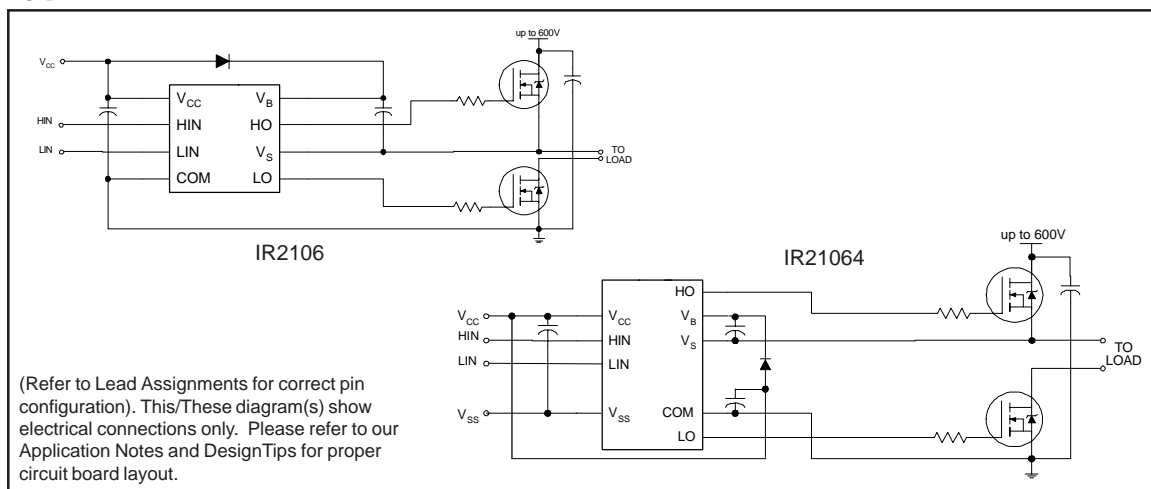 up to 600V
VCC
VCC
VB
HIN
HIN
HO
LIN
LIN
VS
TO
LOAD
COM
LO
IR2106
IR21064
up to 600V
HO
VCC
VCC
VB
HIN
HIN
VS
LIN
LIN
TO
LOAD
VSS
VSS
COM
LO
(Refer to Lead Assignments for correct pin
configuration). This/These diagram(s) show
electrical connections only. Please refer to our
Application Notes and DesignTips for proper
circuit board layout.